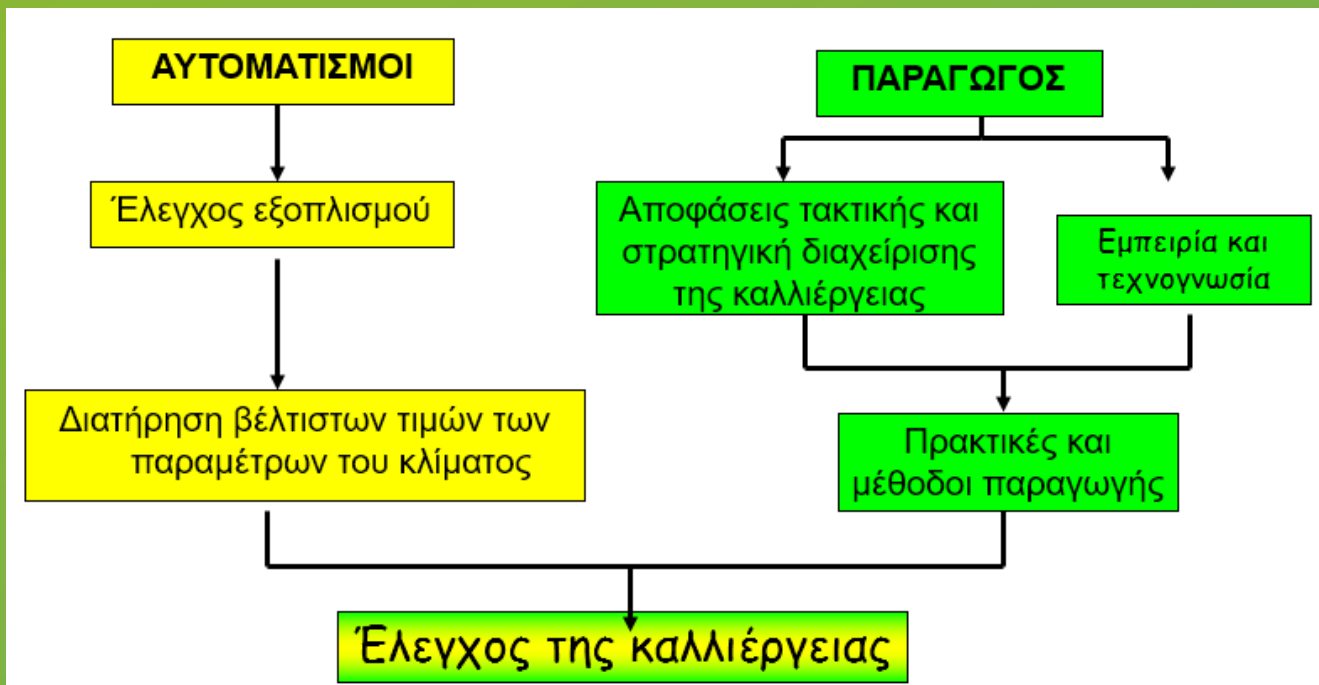 ΑΥΤΟΜΑΤΙΣΜΟΙ
Έλεγχος εξοπλισμού
Διατήρηση βέλτιστων τιμών των
παραμέτρων του κλίματος
ΠΑΡΑΓΩΓΟΣ
Αποφάσεις τακτικής και
στρατηγική διαχείρισης
της καλλιέργειας
Εμπειρία και
τεχνογνωσία
Πρακτικές και
μέθοδοι παραγωγής
Έλεγχος της καλλιέργειας